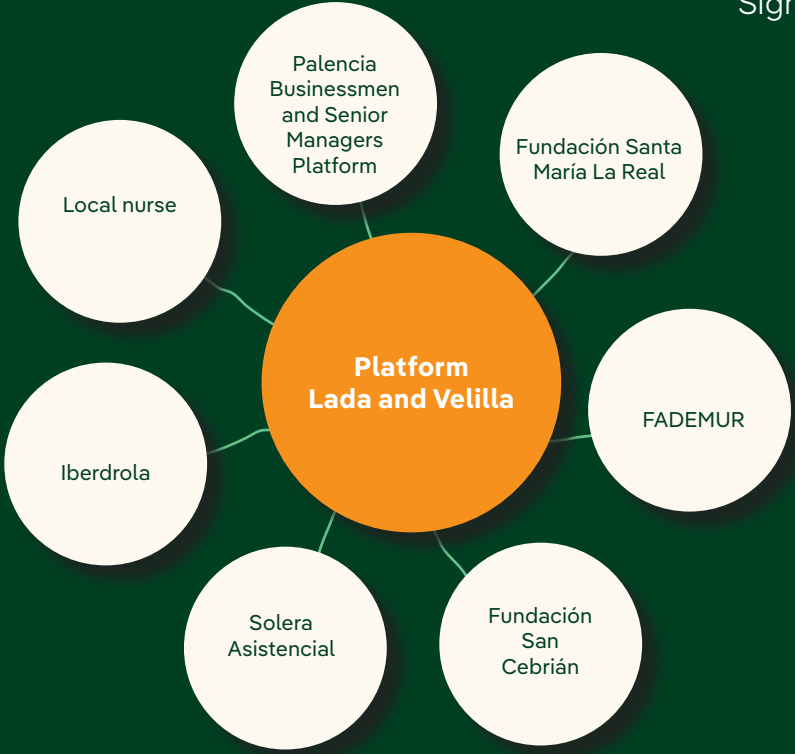 Palencia
Businessmen
and Senior
Managers
Platform
Fundación Santa
María La Real
Local nurse
Platform
Lada and Velilla
FADEMUR
Iberdrola
Solera
Asistencial
Fundación
San
Cebrián